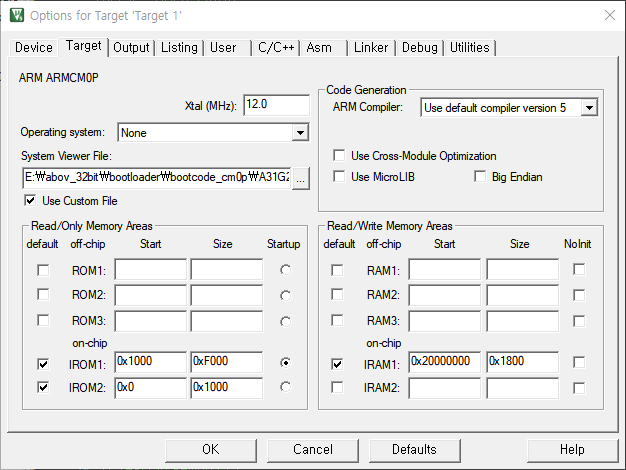 Options for Target 'Target 1'
Device Target Output Listing User C/C++ Asm Linker Debug Utilities
ARM ARMCM0P
Xtal (MHz): 12.0
Operating system: None
System Viewer File:
E:₩abov_32bit₩bootloader₩bootcode_cm0p₩A31G2 ...
Use Custom File
Code Generation
ARM Compiler: Use default compiler version 5
Use Cross-Module Optimization
Use MicroLIB Big Endian
Read/Only Memory Areas
default off-chip Start Size Startup
ROM1:
ROM2:
ROM3:
on-chip
IROM1: 0x1000 0xF000
IROM2: 0x0 0x1000
Read/Write Memory Areas
default off-chip Start Size NoInit
RAM1:
RAM2:
RAM3:
on-chip
IRAM1: 0x20000000 0x1800
IRAM2:
OK Cancel Defaults Help